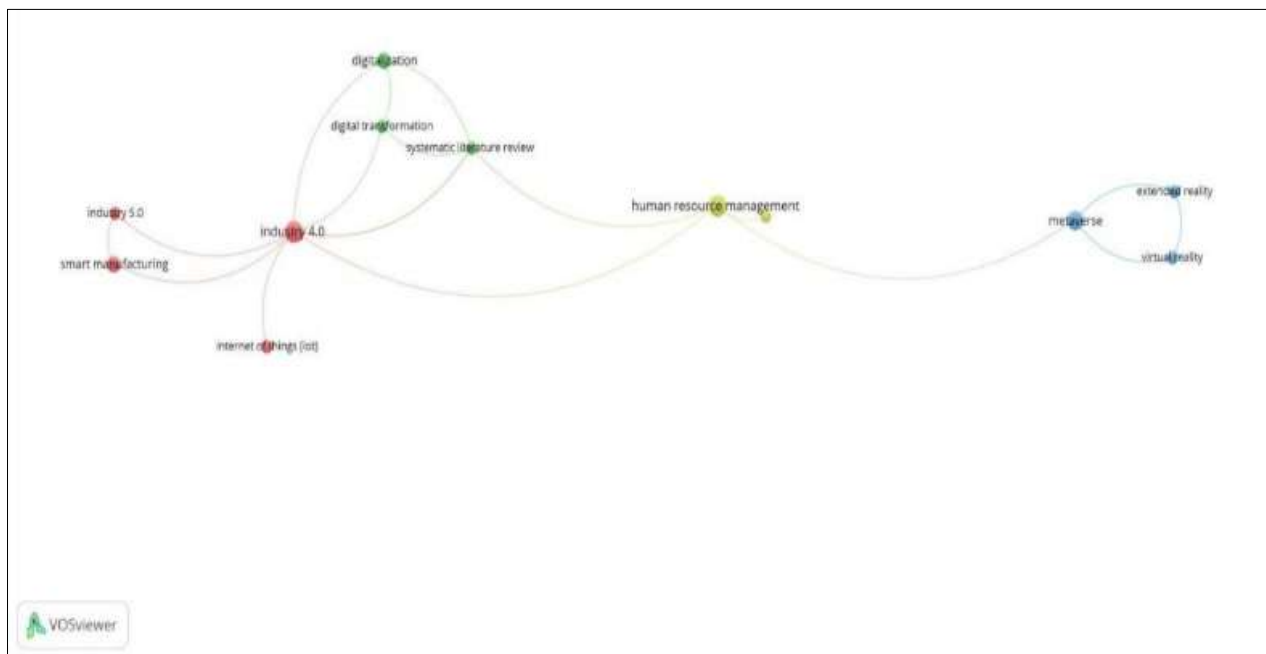 digitalization
digital transformation
systematic literature review
industry 5.0
industry 4.0
smart manufacturing
internet of things (iot)
human resource management
extended reality
metaverse
virtual reality
VOSviewer